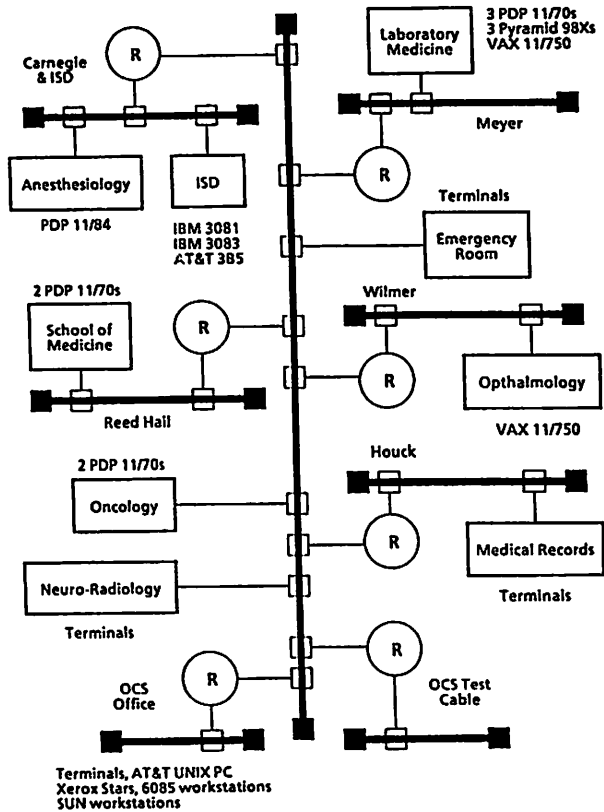 Carnegie
& ISD
R
Anesthesiology
PDP 11/84
ISD
IBM 3081
IBM 3083
AT&T 3B5
3 PDP 11/70s
3 Pyramid 98Xs
VAX 11/750
Laboratory
Medicine
Meyer
R
Terminals
Emergency
Room
2 PDP 11/70s
School of
Medicine
R
Reed Hall
Wilmer
R
Opthalmology
VAX 11/750
2 PDP 11/70s
Oncology
Houck
R
Medical Records
Terminals
Neuro-Radiology
Terminals
OCS
Office
R
Terminals, AT&T UNIX PC
Xerox Stars, 6085 workstations
SUN workstations
R
OCS Test
Cable